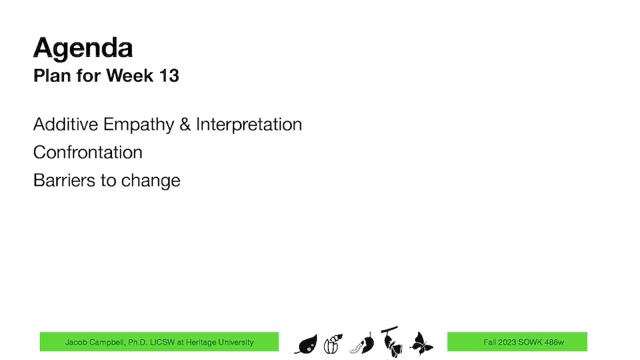 Agenda
Plan for Week 13
Additive Empathy & Interpretation
Confrontation
Barriers to change
Jacob Campbell, Ph.D. LICSW at Heritage University
Fall 2023 SOWK 486w